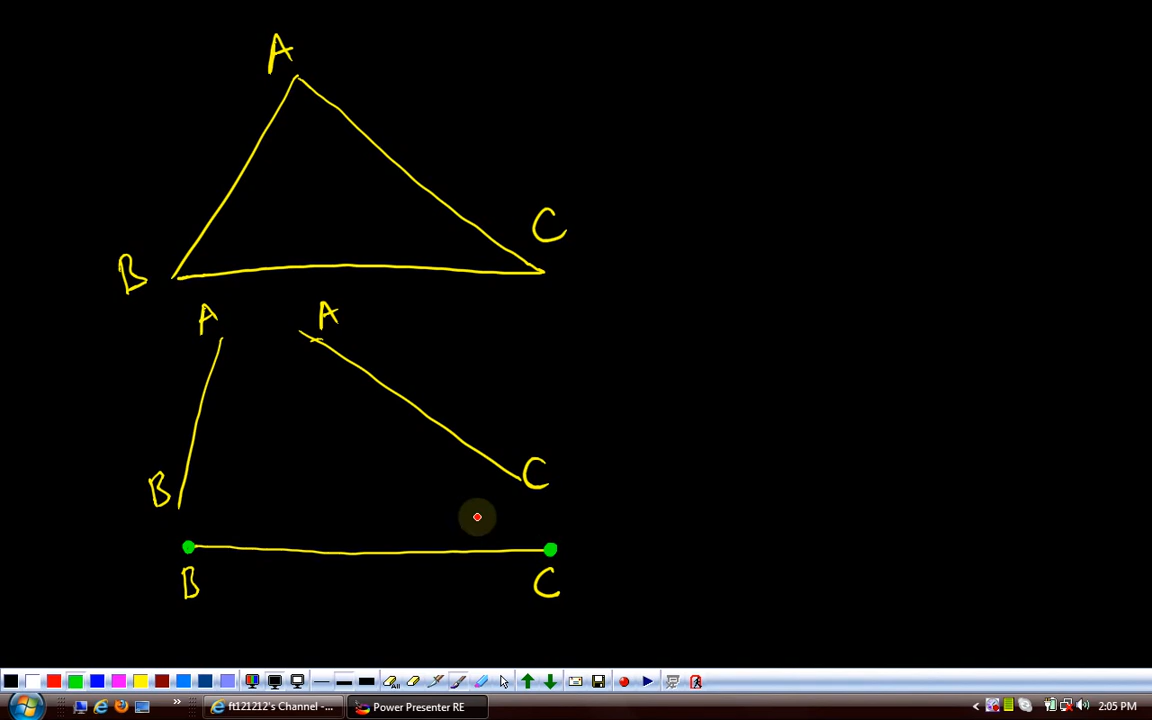 A
C
B
A A
B
C
B C
ft121212's Channel -...
Power Presenter RE
2:05 PM